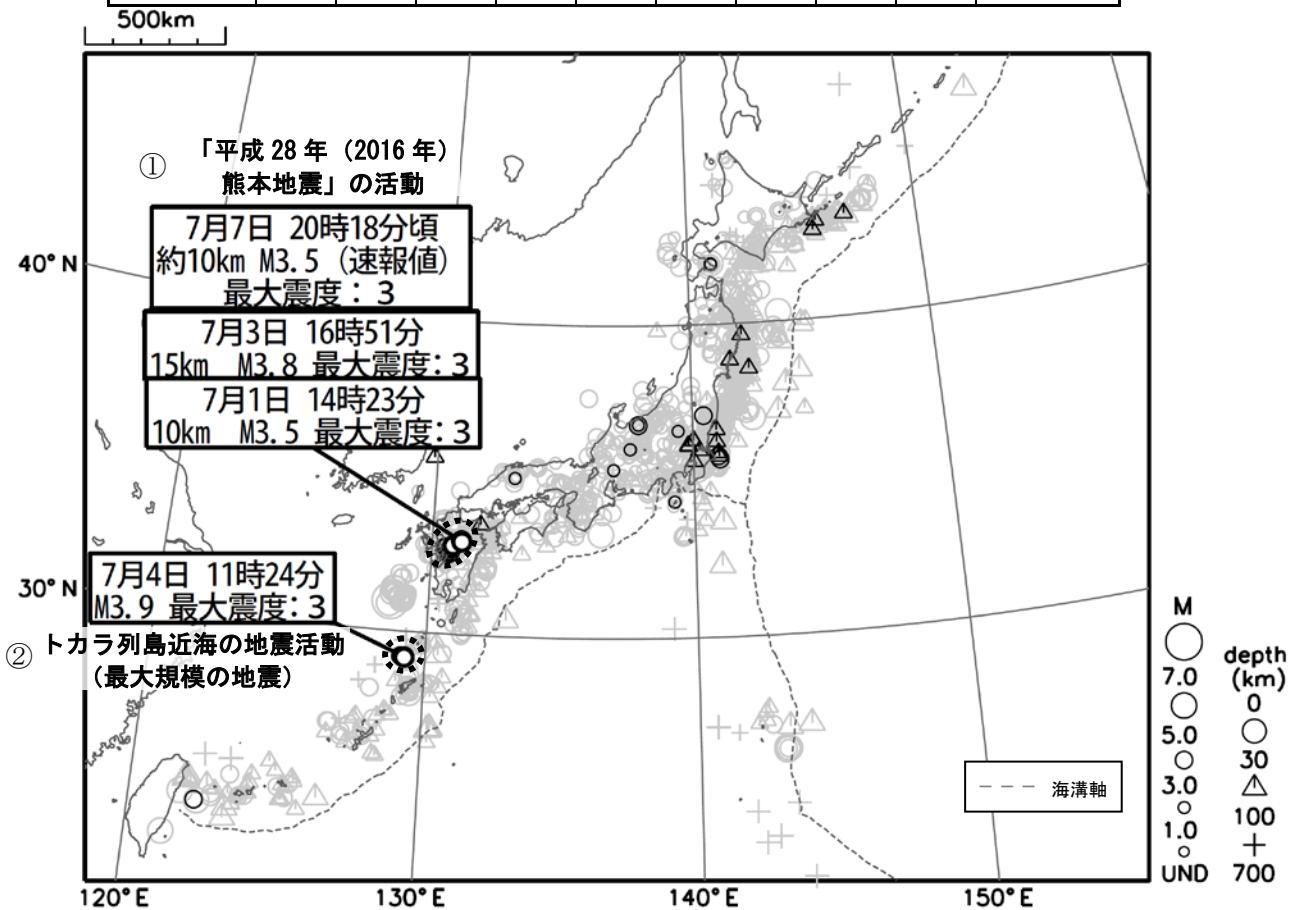 500km
①
「平成 28 年（2016 年）
熊本地震」の活動
7月7日 20時18分頃
約10km M3.5（速報値）
最大震度：3
7月3日 16時51分
15km M3.8 最大震度：3
7月1日 14時23分
10km M3.5 最大震度：3
7月4日 11時24分
M3.9 最大震度：3
② トカラ列島近海の地震活動
（最大規模の地震）
40°N
30°N
120°E
130°E
140°E
150°E
海溝軸
M
7.0
5.0
3.0
1.0
UND
depth
(km)
0
30
100
700